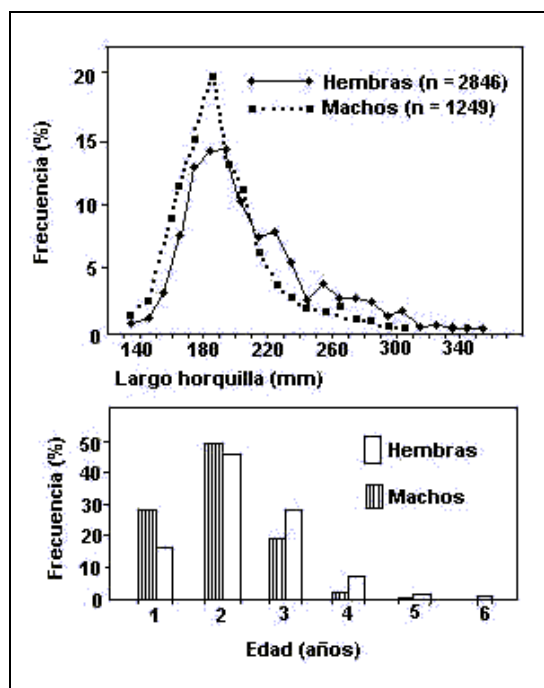 Frecuencia (%)
20
15
10
5
0
Hembras (n = 2846)
Machos (n = 1249)
140 180 220 260 300 340
Largo horquilla (mm)
Frecuencia (%)
50
40
30
20
10
0
Hembras
Machos
1 2 3 4 5 6
Edad (años)